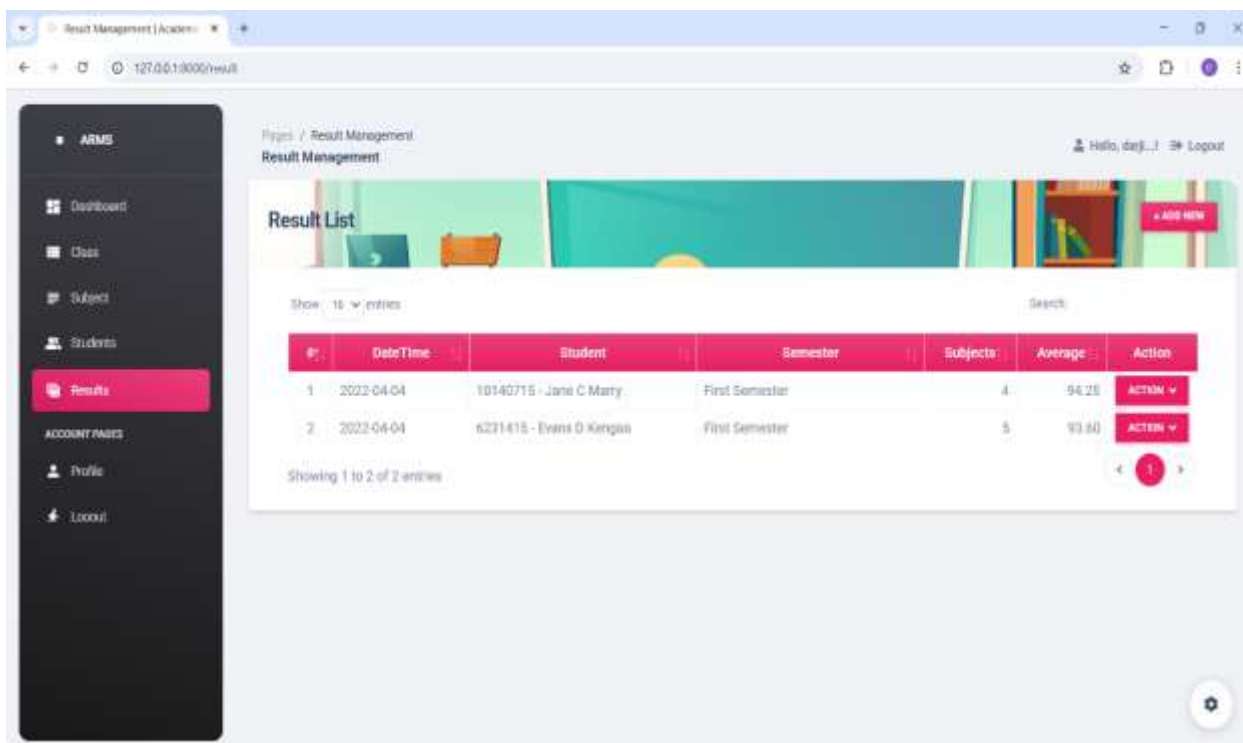 Result Management | Academi
127.0.0.1:8000/result
ARMS
Dashboard
Class
Subject
Students
Results
ACCOUNT PAGES
Profile
Logout
Pages / Result Management
Result Management
Hello, darji...! Logout
Result List
+ ADD NEW
Show 10 entries
Search:
# DateTime Student Semester Subjects Average Action
1 2022-04-04 10140715 - Jane C Marry First Semester 4 94.25 ACTION
2 2022-04-04 6231415 - Evans D First Semester 5 93.60 ACTION
Showing 1 to 2 of 2 entries
1